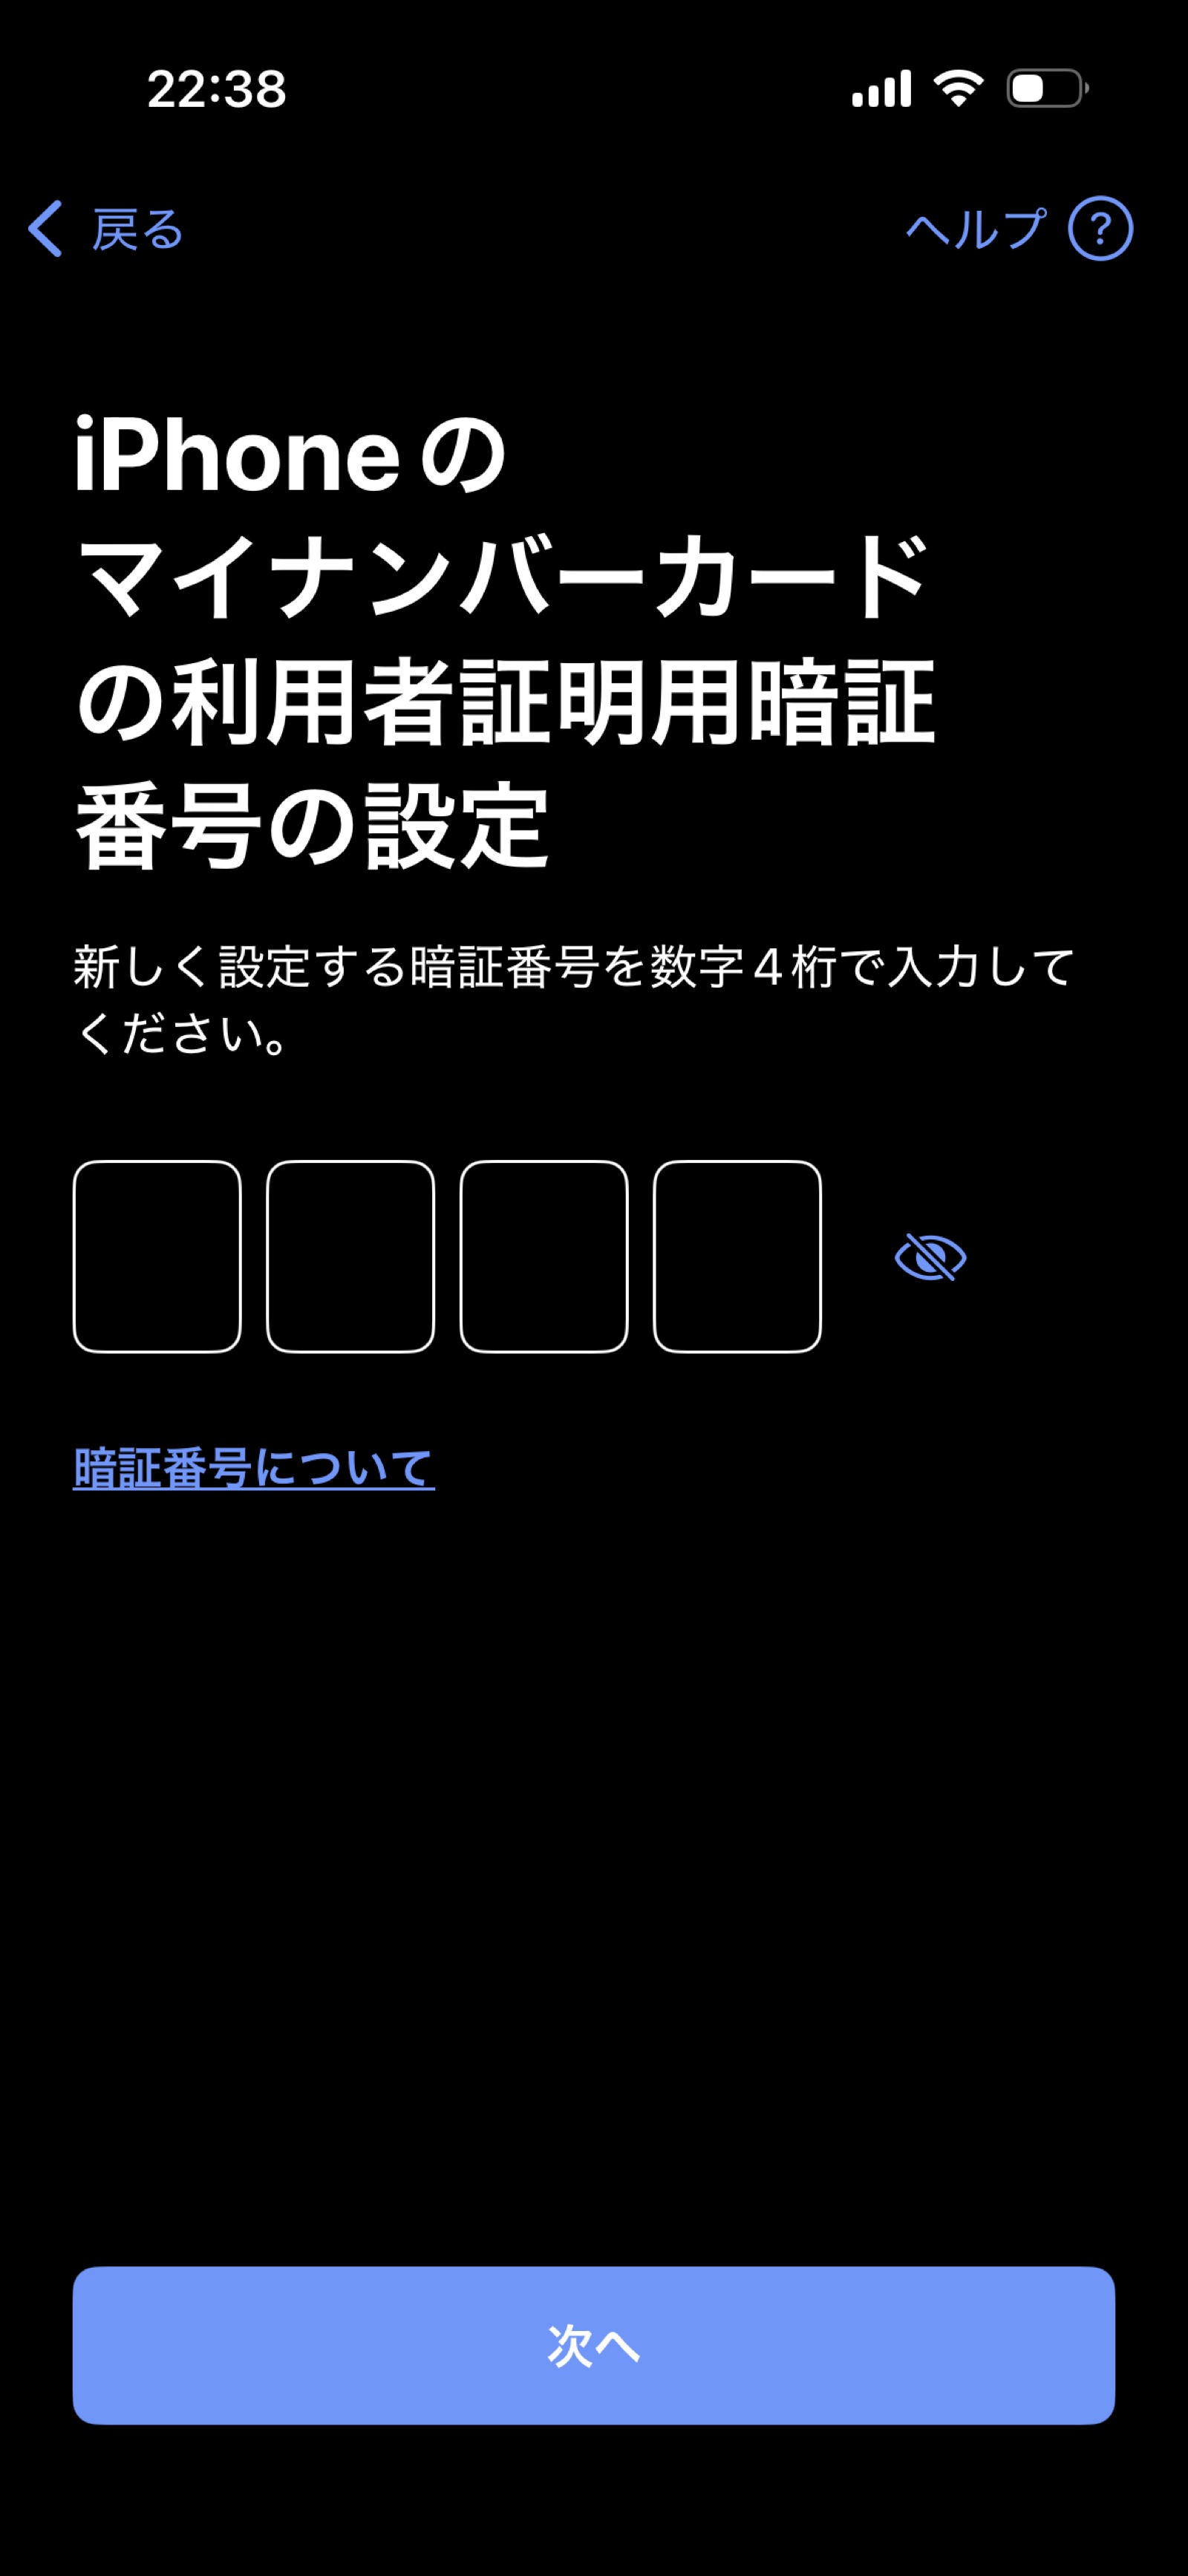 22:38
戻る
ヘルプ ?
iPhoneの
マイナンバーカード
の利用者証明用暗証
番号の設定
新しく設定する暗証番号を数字4桁で入力して
ください。
暗証番号について
次へ